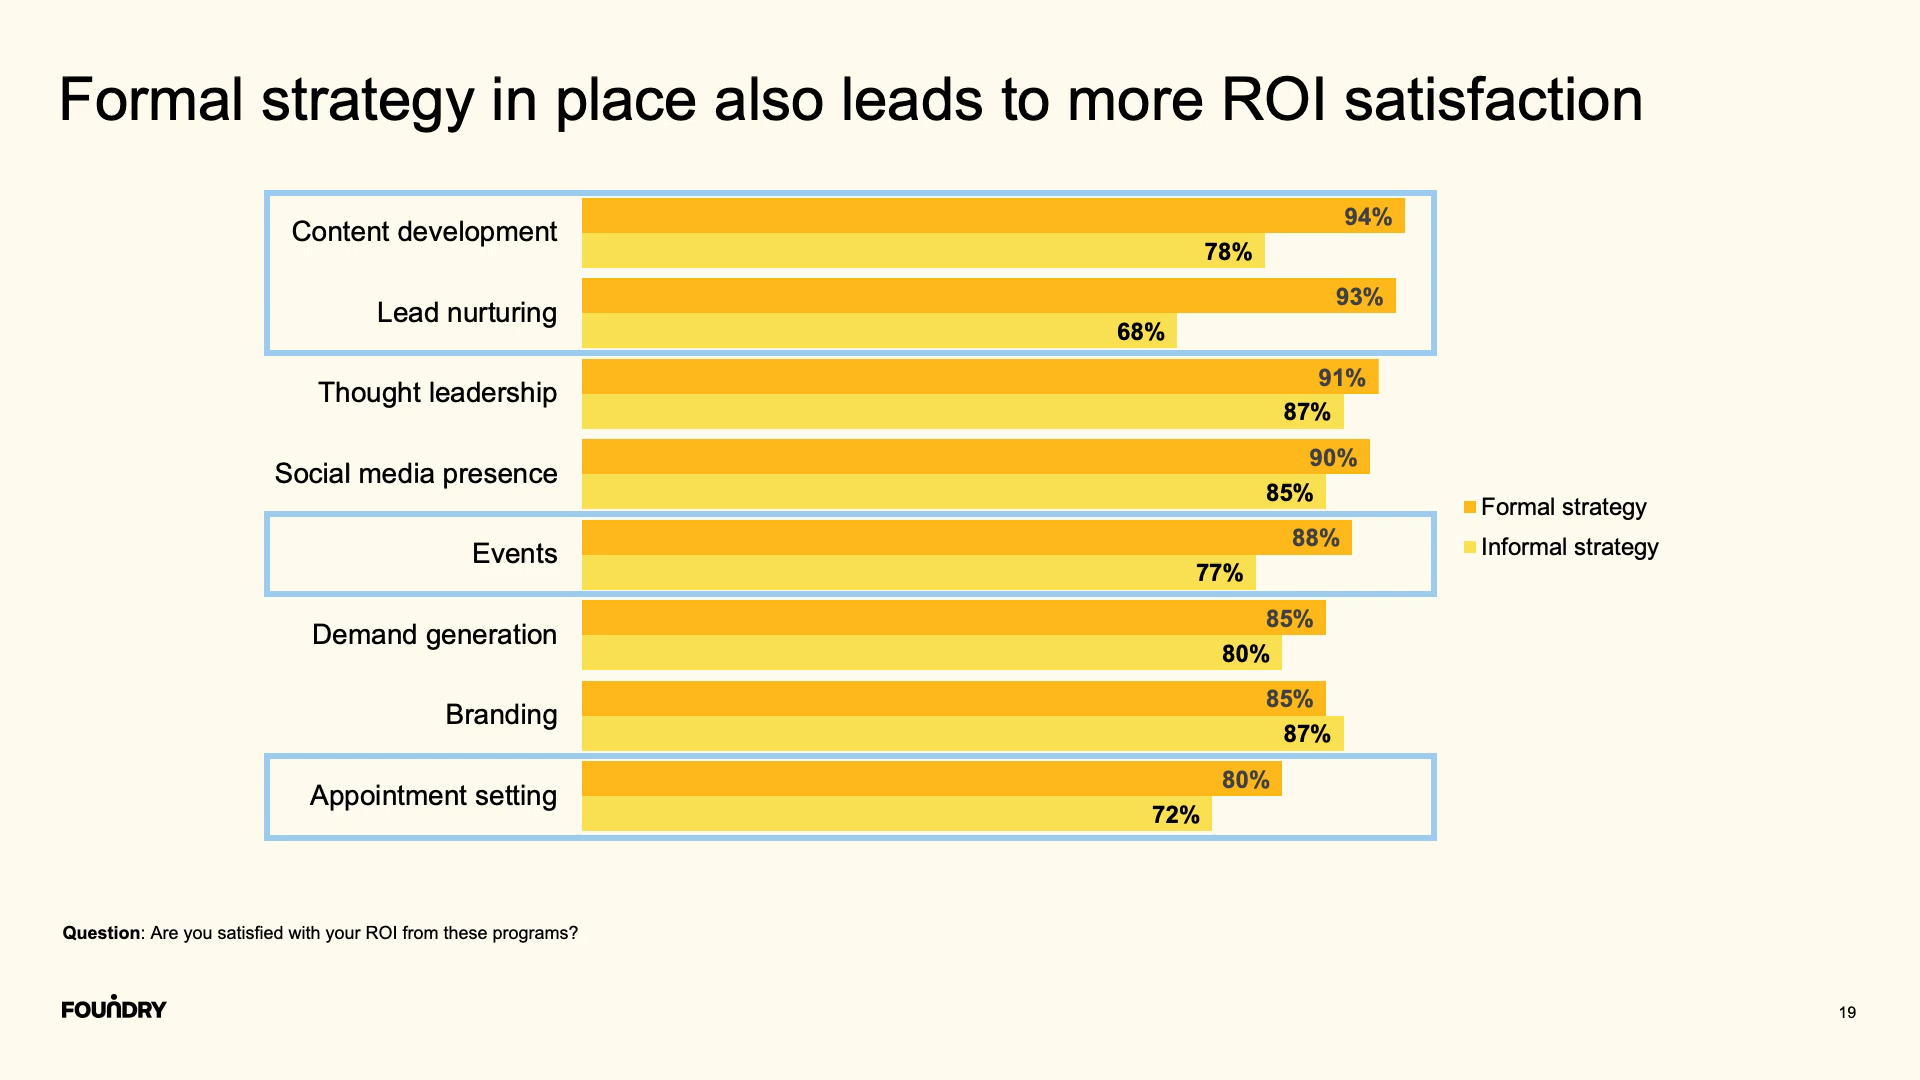 Formal strategy in place also leads to more ROI satisfaction
Content development
94%
78%
Lead nurturing
93%
68%
Thought leadership
91%
87%
Social media presence
90%
85%
Events
88%
77%
Demand generation
85%
80%
Branding
85%
87%
Appointment setting
80%
72%
Formal strategy
Informal strategy
Question: Are you satisfied with your ROI from these programs?
FOUNDRY
19